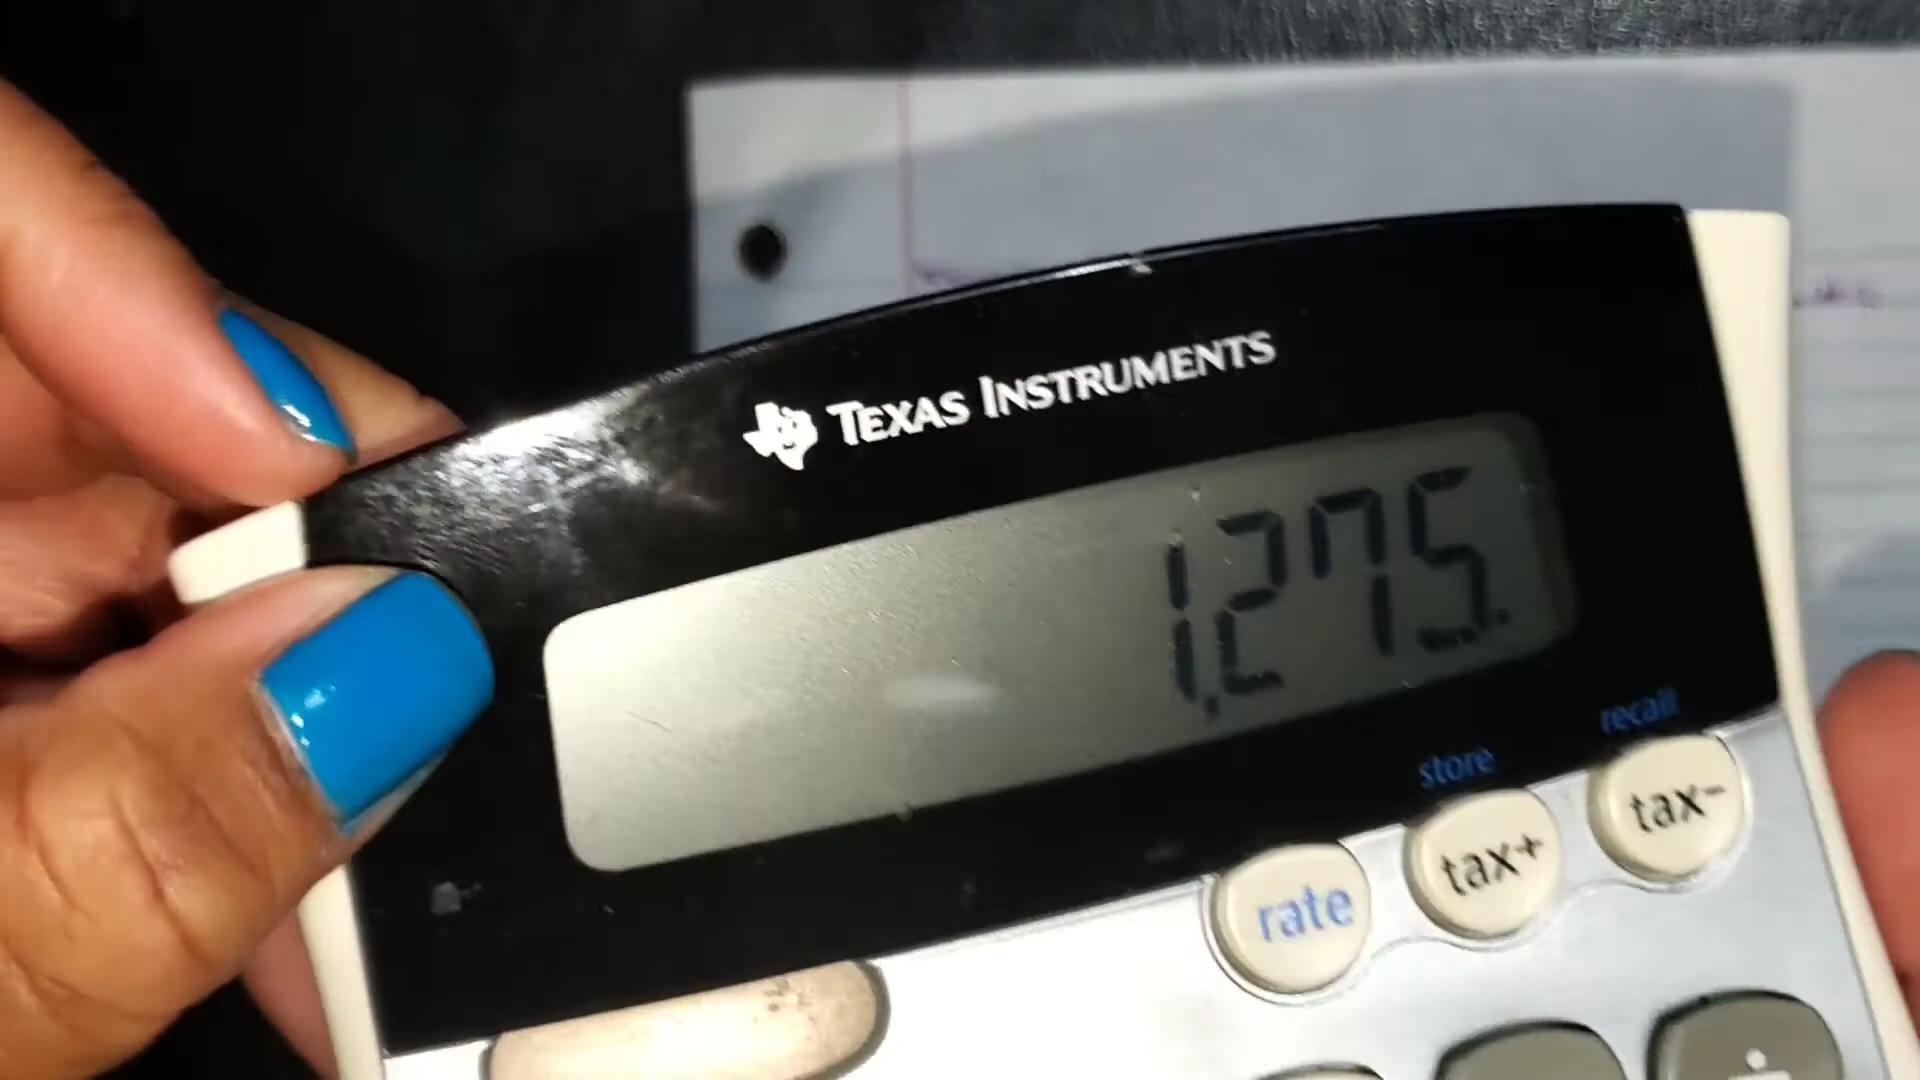 TEXAS INSTRUMENTS
1,275.
recall
store
tax-
tax+
rate